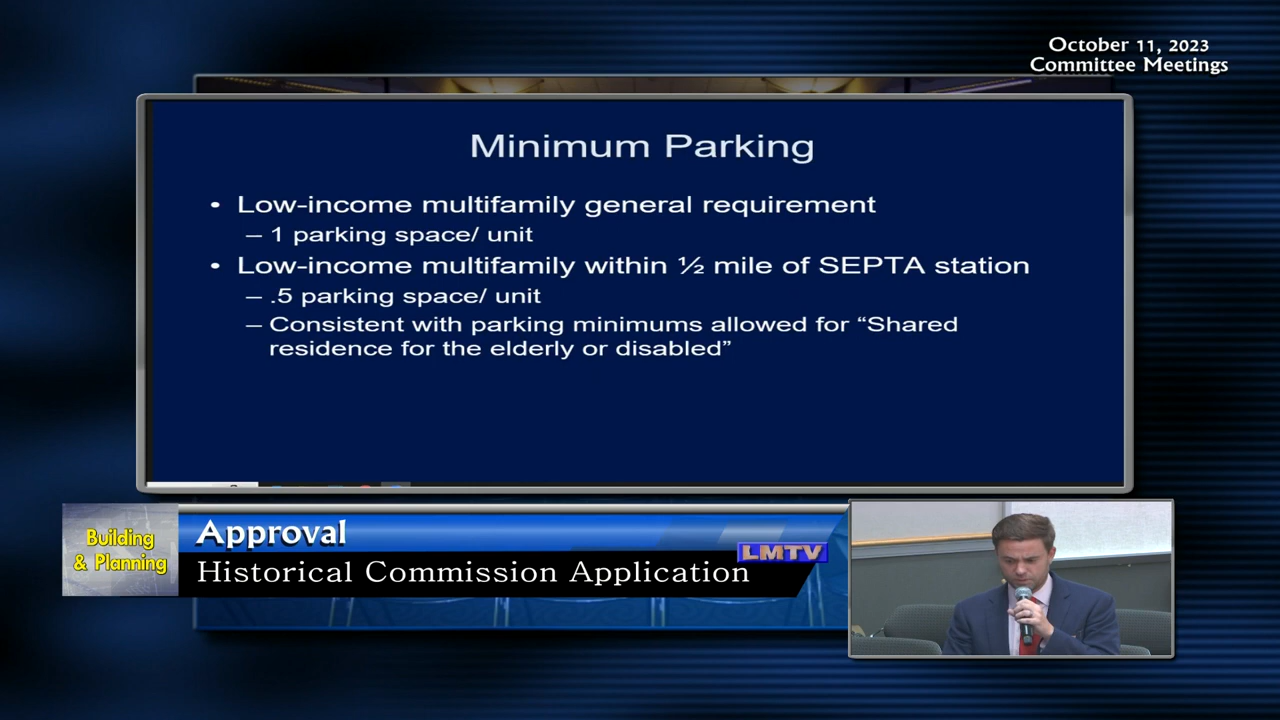 October 11, 2023
Committee Meetings
Minimum Parking
• Low-income multifamily general requirement
– 1 parking space/ unit
• Low-income multifamily within ½ mile of SEPTA station
– .5 parking space/ unit
– Consistent with parking minimums allowed for “Shared
residence for the elderly or disabled”
Building
& Planning
Approval
LMTV
Historical Commission Application